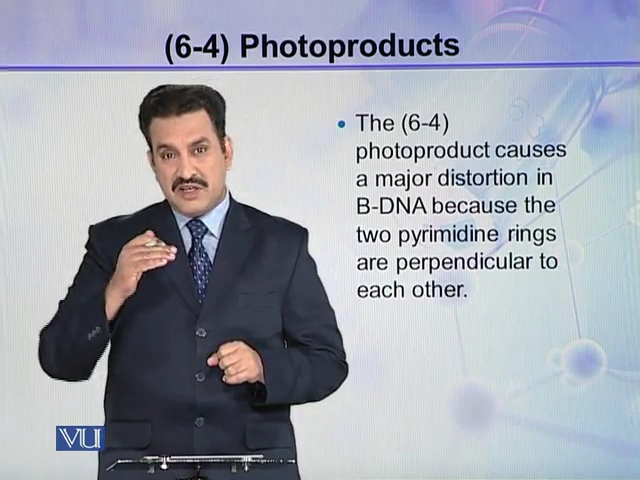 (6-4) Photoproducts
• The (6-4)
photoproduct causes
a major distortion in
B-DNA because the
two pyrimidine rings
are perpendicular to
each other.
VU